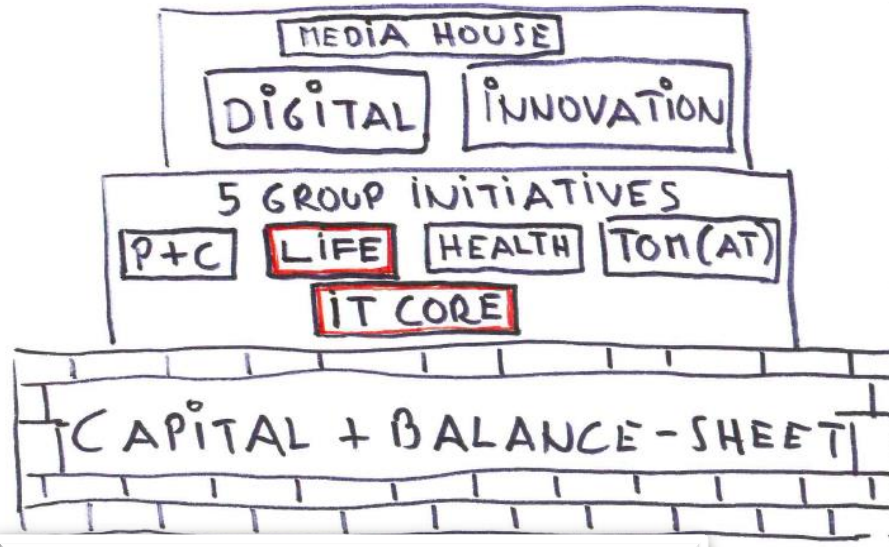 MEDIA HOUSE
DIGITAL INNOVATION
5 GROUP INITIATIVES
P+C LIFE HEALTH TOM(AT)
IT CORE
CAPITAL + BALANCE-SHEET